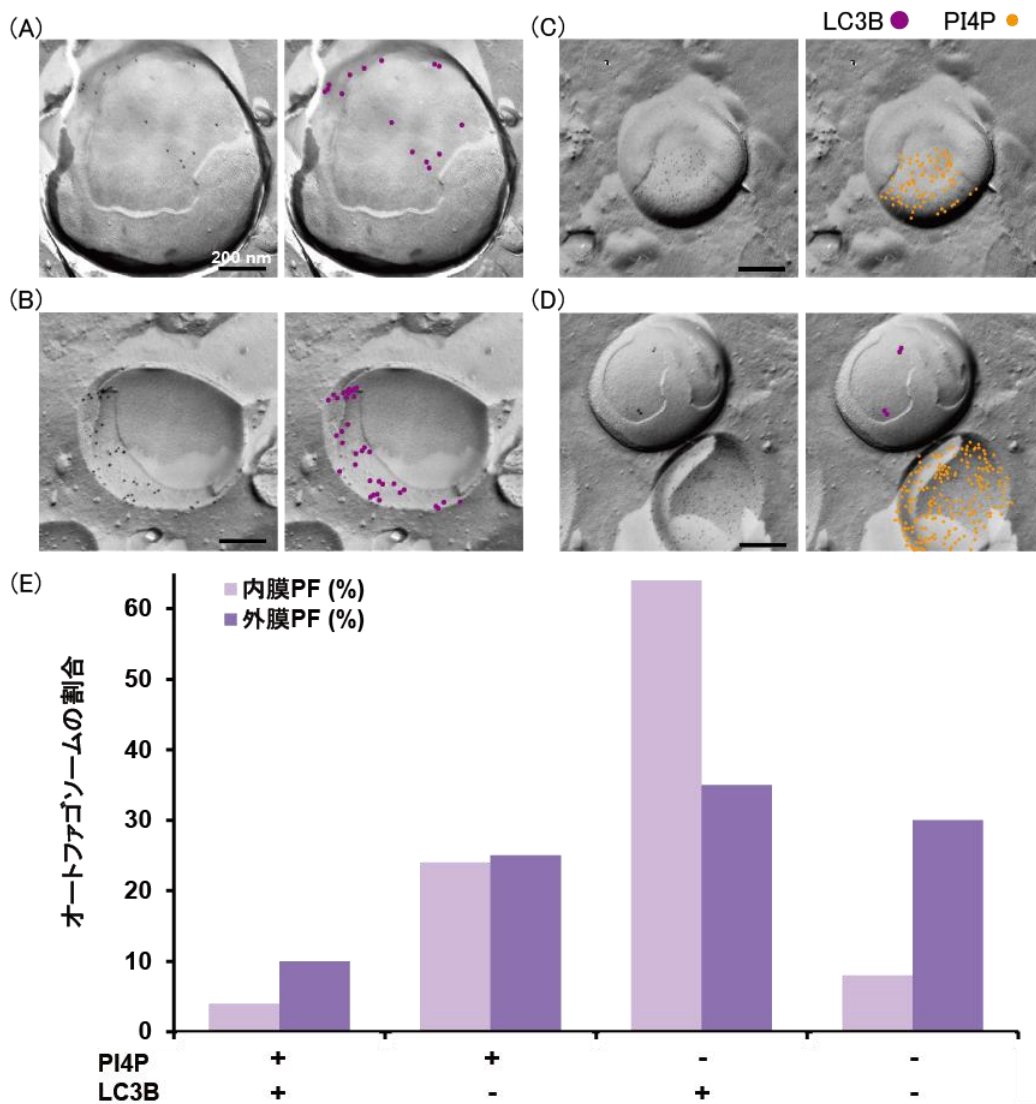 (A)
(C)
LC3B
PI4P
200 nm
(B)
(D)
(E)
内膜PF (%)
外膜PF (%)
オートファゴソームの割合
60
50
40
30
20
10
0
PI4P + + - -
LC3B + - + -